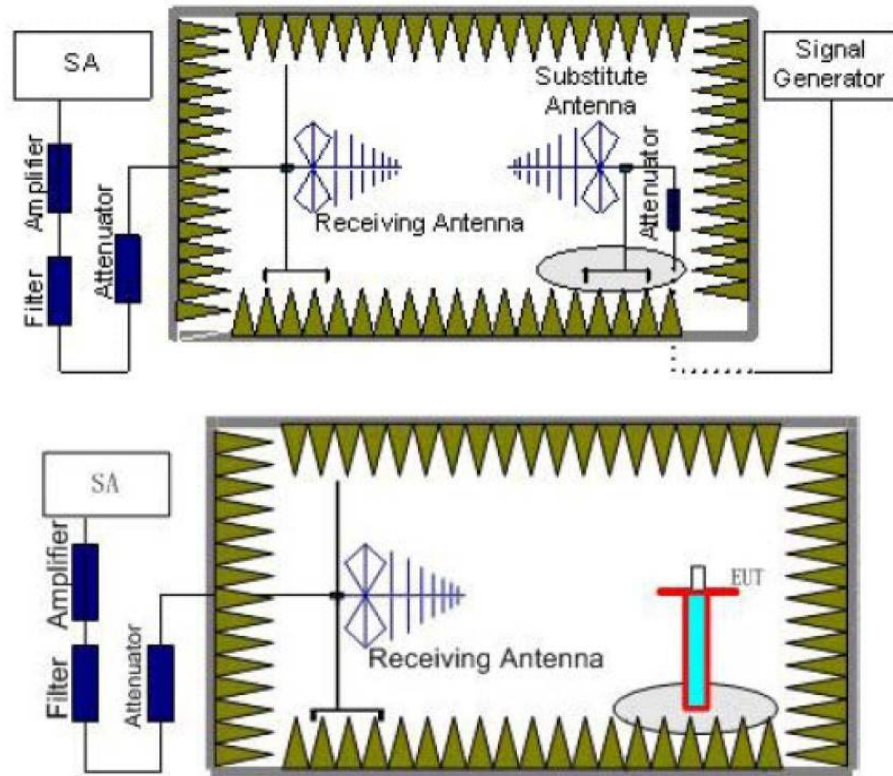 SA
Signal
Generator
Substitute
Antenna
Amplifier
Attenuator
Filter
Receiving Antenna
Attenuator
SA
Amplifier
EUT
Filter
Attenuator
Receiving Antenna